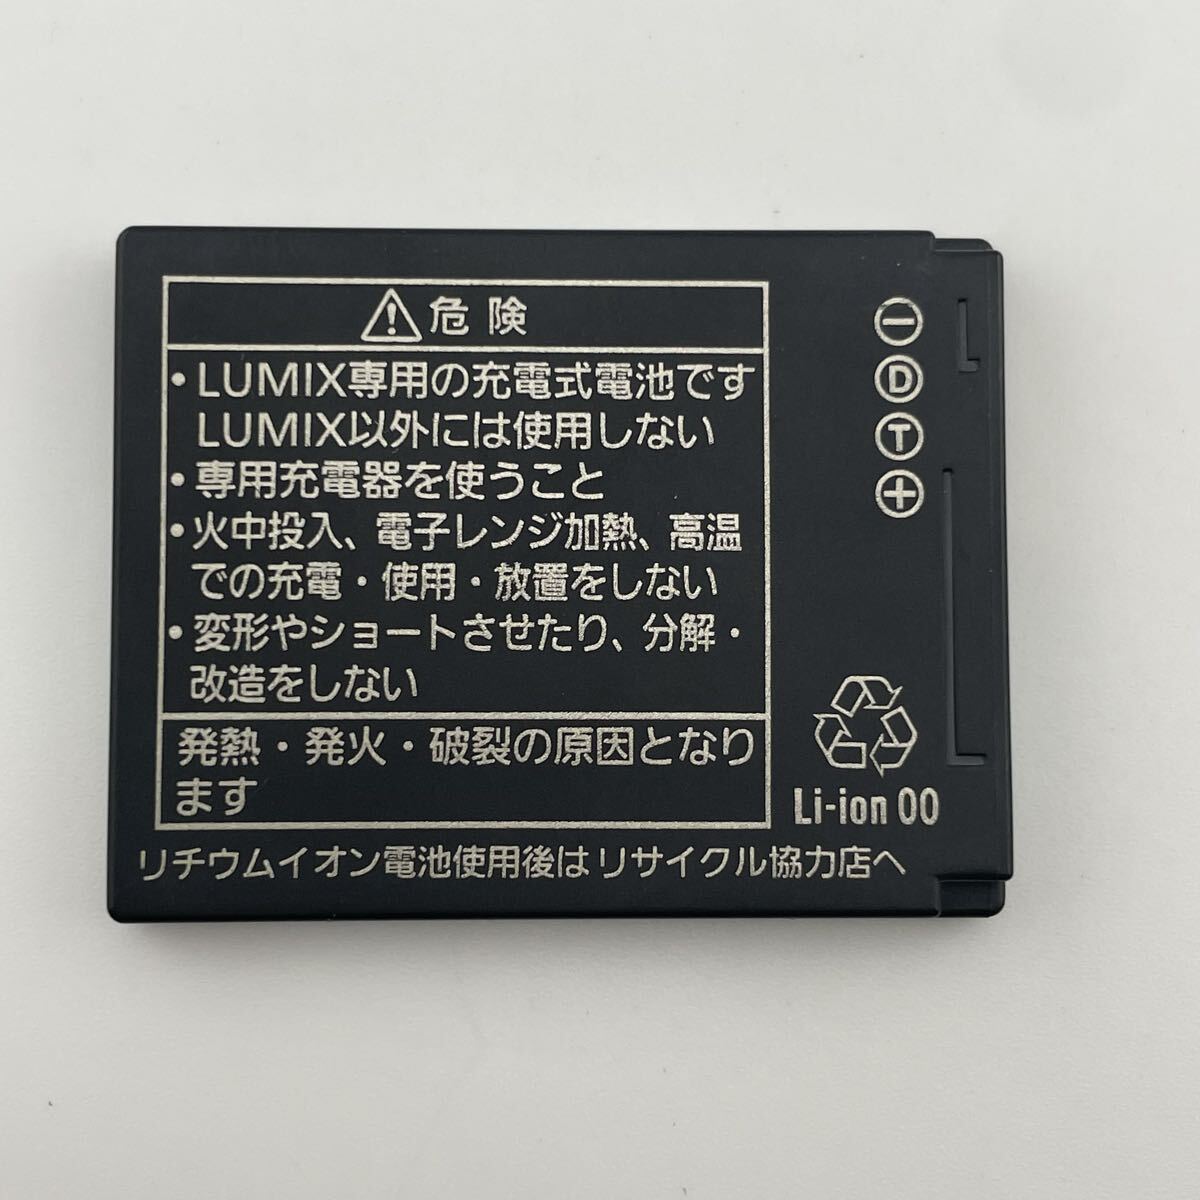 危険
・LUMIX専用の充電式電池です
LUMIX以外には使用しない
・専用充電器を使うこと
・火中投入、電子レンジ加熱、高温
での充電・使用・放置をしない
・変形やショートさせたり、分解・
改造をしない
発熱・発火・破裂の原因となり
ます
リチウムイオン電池使用後はリサイクル協力店へ
−
D
T
+
Li-ion 00